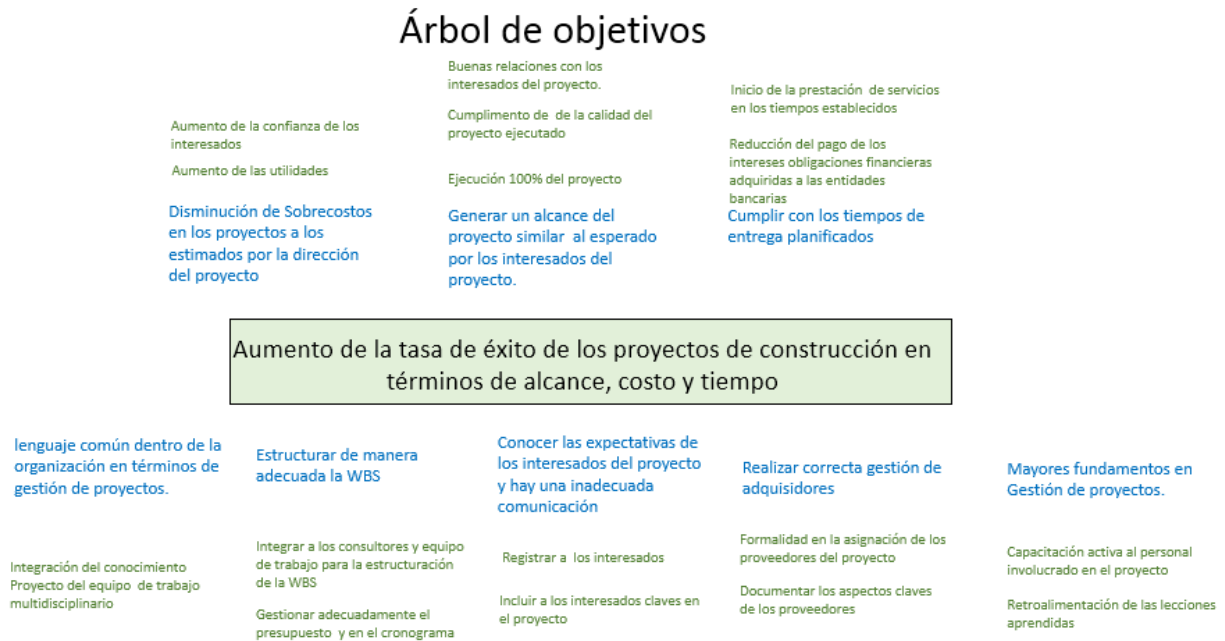 Árbol de objetivos
Aumento de la confianza de los
interesados
Aumento de las utilidades
Disminución de Sobrecostos
en los proyectos a los
estimados por la dirección
del proyecto
Buenas relaciones con los
interesados del proyecto.
Cumplimento de  de la calidad del
proyecto ejecutado
Ejecución 100% del proyecto
Generar un alcance del
proyecto similar  al esperado
por los interesados del
proyecto.
Inicio de la prestación  de servicios
en los tiempos establecidos
Reducción del pago de los
intereses obligaciones financieras
adquiridas a las entidades
bancarias
Cumplir con los tiempos de
entrega planificados
Aumento de la tasa de éxito de los proyectos de construcción en
términos de alcance, costo y tiempo
lenguaje común dentro de la
organización en términos de
gestión de proyectos.
Integración del conocimiento
Proyecto del equipo  de trabajo
multidisciplinario
Estructurar de manera
adecuada la WBS
Integrar a los consultores y equipo
de trabajo para la estructuración
de la WBS
Gestionar adecuadamente el
presupuesto  y en el cronograma
Conocer las expectativas de
los interesados del proyecto
y hay una inadecuada
comunicación
Registrar a  los interesados
Incluir a los interesados claves en
el proyecto
Realizar correcta gestión de
adquisidores
Formalidad en la asignación de los
proveedores del proyecto
Documentar los aspectos claves
de los proveedores
Mayores fundamentos en
Gestión de proyectos.
Capacitación activa al personal
involucrado en el proyecto
Retroalimentación de las lecciones
aprendidas